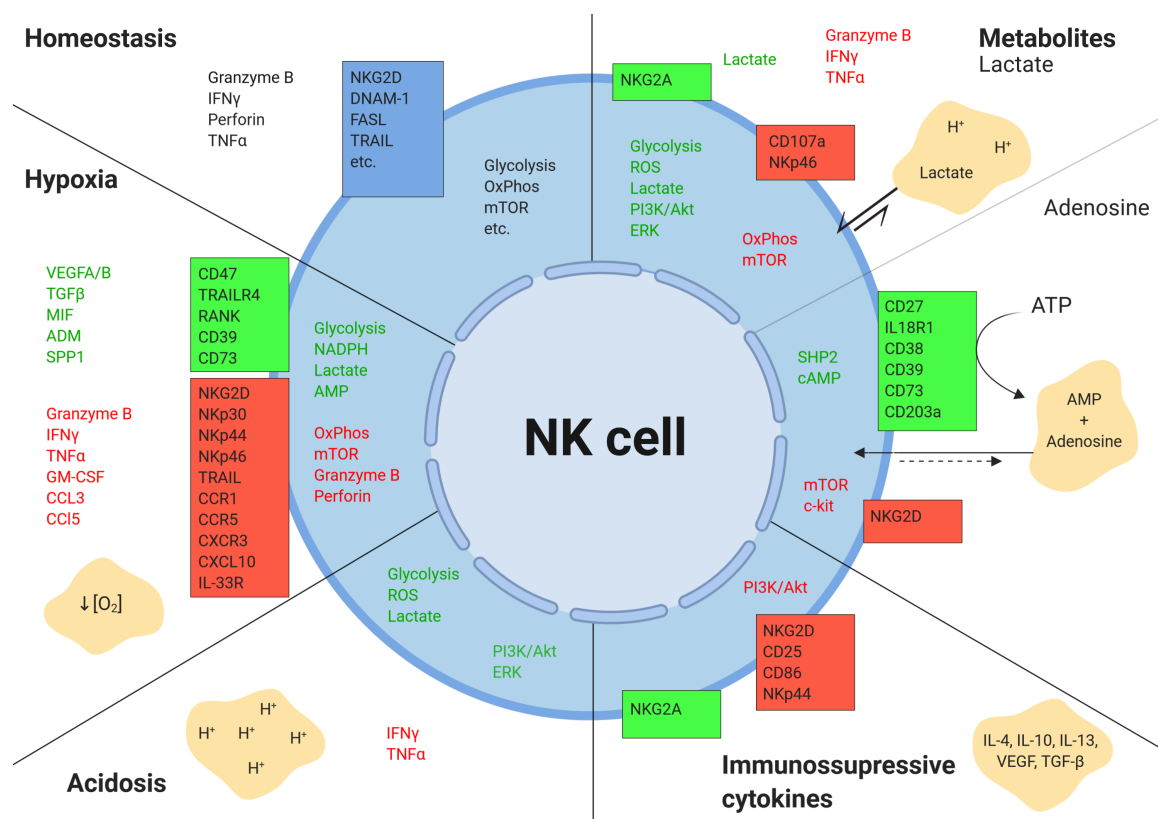 Homeostasis
Granzyme B
IFNγ
Perforin
TNFα
NKG2D
DNAM-1
FASL
TRAIL
etc.
Glycolysis
OxPhos
mTOR
etc.
Metabolites
Lactate
NKG2A
Lactate
Granzyme B
IFNγ
TNFα
CD107a
NKp46
Glycolysis
ROS
Lactate
PI3K/Akt
ERK
OxPhos
mTOR
H⁺
H⁺
Lactate
Adenosine
SHP2
cAMP
CD27
IL18R1
CD38
CD39
CD73
CD203a
ATP
AMP
+
Adenosine
mTOR
c-kit
NKG2D
Hypoxia
VEGFA/B
TGFβ
MIF
ADM
SPP1
CD47
TRAILR4
RANK
CD39
CD73
Glycolysis
NADPH
Lactate
AMP
Granzyme B
IFNγ
TNFα
GM-CSF
CCL3
CCl5
NKG2D
NKp30
NKp44
NKp46
TRAIL
CCR1
CCR5
CXCR3
CXCL10
IL-33R
OxPhos
mTOR
Granzyme B
Perforin
↓[O₂]
NK cell
Glycolysis
ROS
Lactate
PI3K/Akt
ERK
H⁺
H⁺
H⁺
H⁺
H⁺
IFNγ
TNFα
Acidosis
PI3K/Akt
NKG2D
CD25
CD86
NKp44
NKG2A
Immunossupressive
cytokines
IL-4, IL-10, IL-13,
VEGF, TGF-β